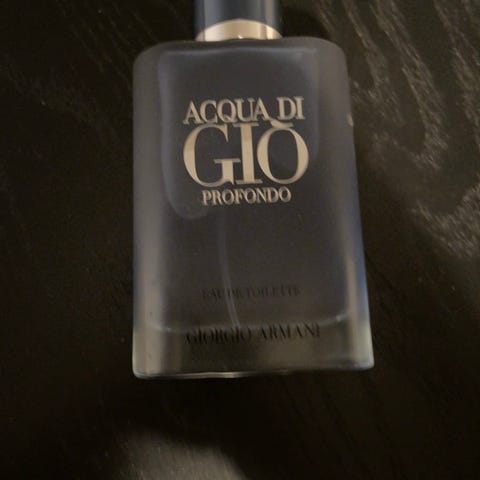 ACQUA DI
GIÒ
PROFONDO
EAU DE TOILETTE
GIORGIO ARMANI